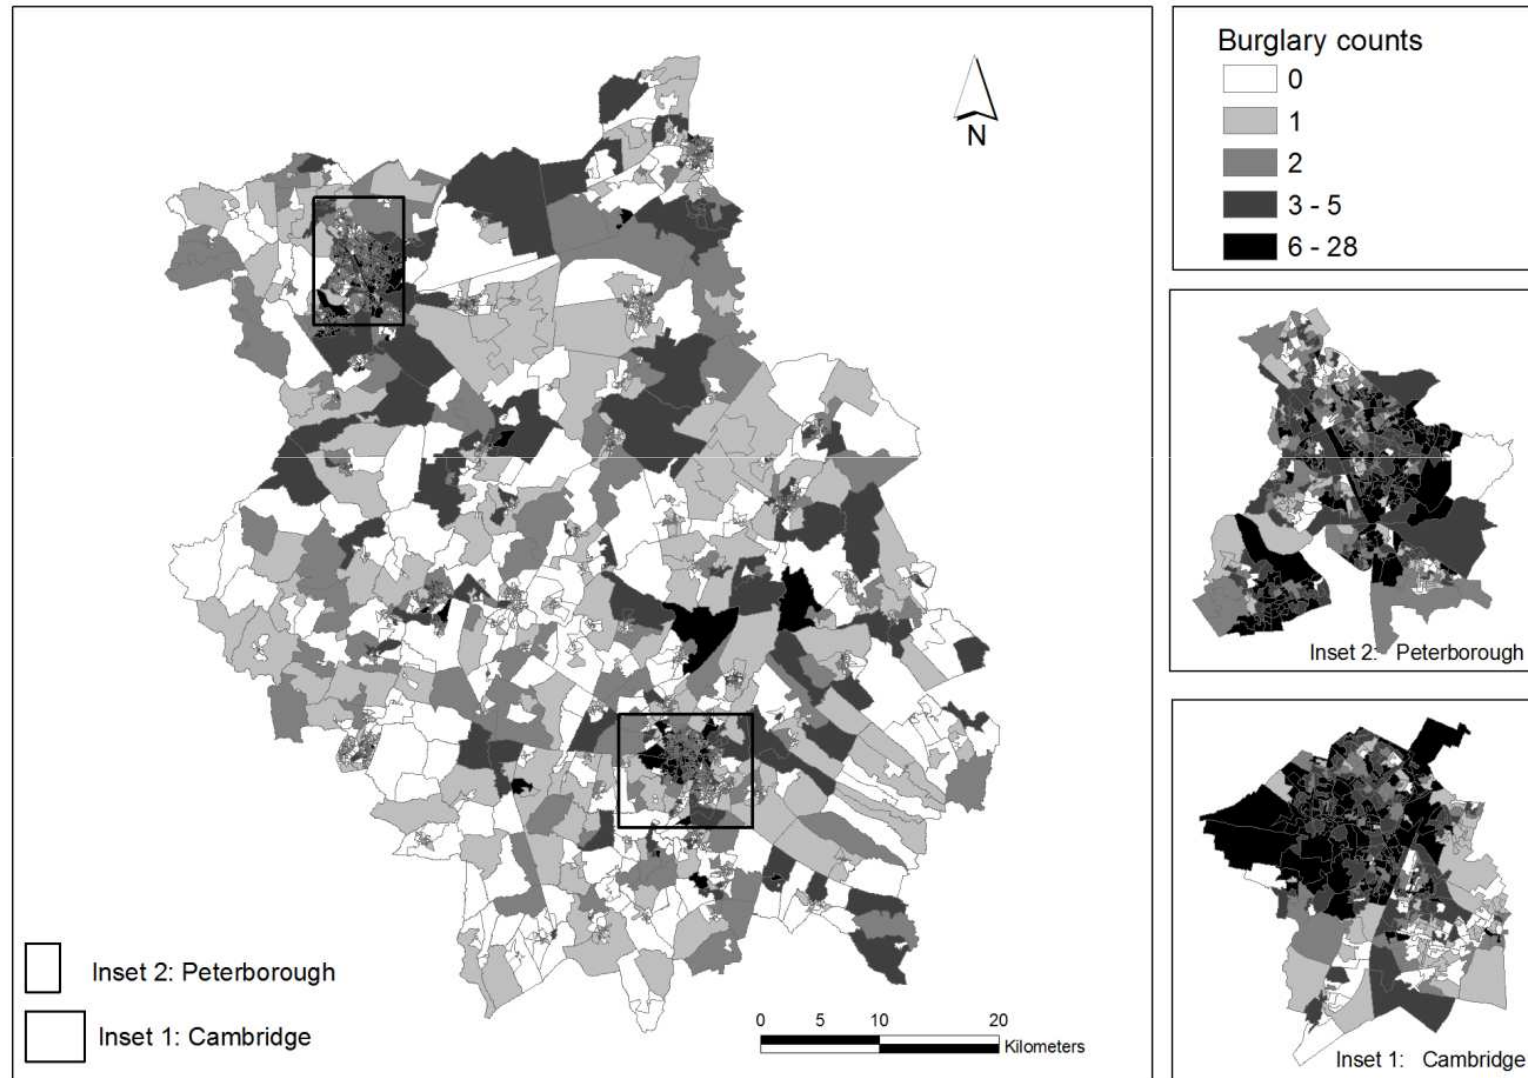 N
Burglary counts
0
1
2
3 - 5
6 - 28
Inset 2: Peterborough
Inset 1: Cambridge
Inset 2: Peterborough
Inset 1: Cambridge
0 5 10 20
Kilometers